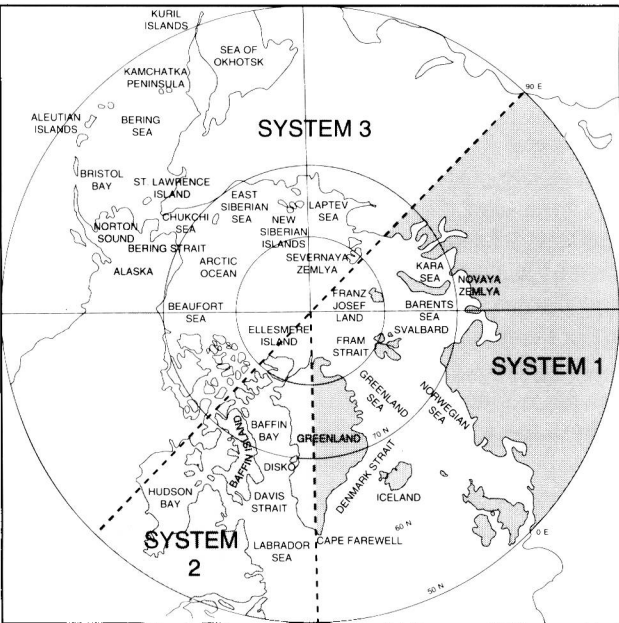 KURIL
ISLANDS
SEA OF
OKHOTSK
KAMCHATKA
PENINSULA
90 E
ALEUTIAN
ISLANDS
BERING
SEA
SYSTEM 3
BRISTOL
BAY
ST. LAWRENCE
ISLAND
EAST
SIBERIAN
SEA
LAPTEV
SEA
NORTON
SOUND
CHUKCHI
SEA
NEW
SIBERIAN
ISLANDS
BERING STRAIT
ALASKA
ARCTIC
OCEAN
SEVERNAYA
ZEMLYA
KARA
SEA
NOVAYA
ZEMLYA
FRANZ
JOSEF
LAND
BEAUFORT
SEA
BARENTS
SEA
SVALBARD
ELLESMERE
ISLAND
FRAM
STRAIT
SYSTEM 1
GREENLAND
SEA
NORWEGIAN
SEA
BAFFIN
BAY
BAFFIN ISLAND
GREENLAND
70 N
DISKO
DENMARK STRAIT
HUDSON
BAY
DAVIS
STRAIT
ICELAND
60 N
0 E
SYSTEM
2
LABRADOR
SEA
CAPE FAREWELL
50 N